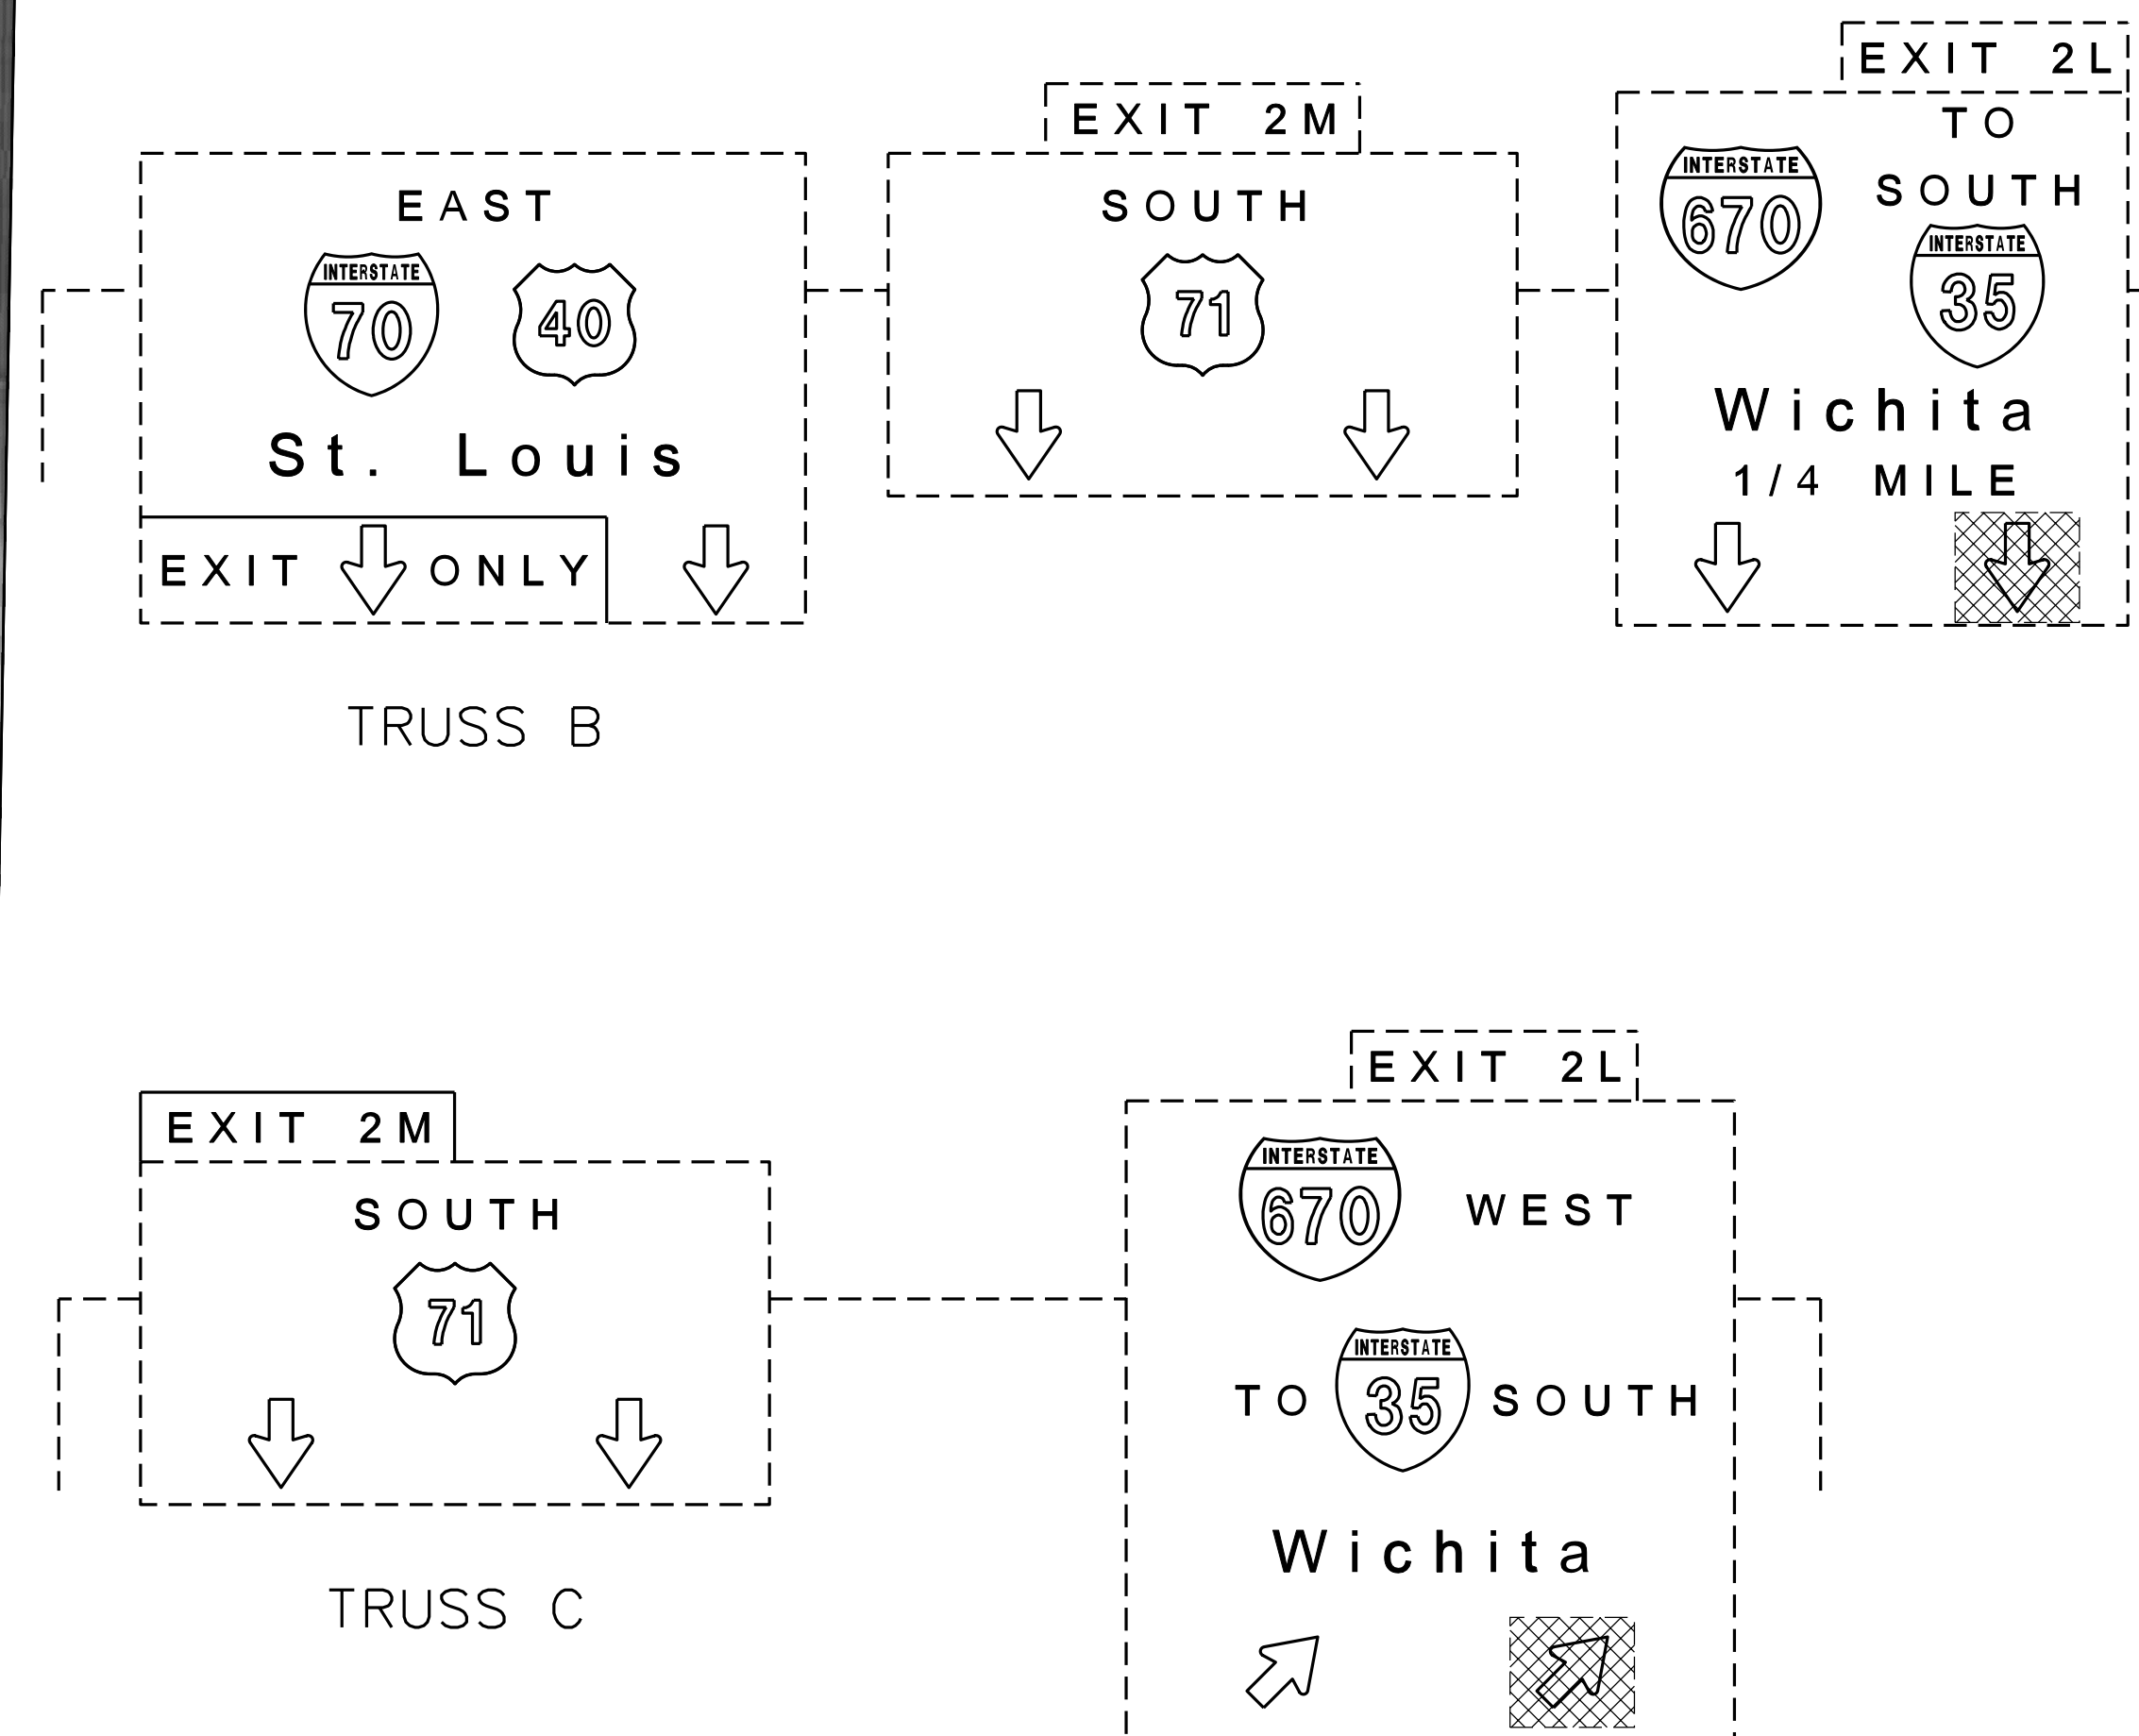 EAST
INTERSTATE 70
40
St. Louis
EXIT ONLY
EXIT 2M
SOUTH
71
EXIT 2L
TO
INTERSTATE 670
SOUTH
INTERSTATE 35
Wichita
1/4 MILE
TRUSS B
EXIT 2M
SOUTH
71
TRUSS C
EXIT 2L
INTERSTATE 670 WEST
TO INTERSTATE 35 SOUTH
Wichita